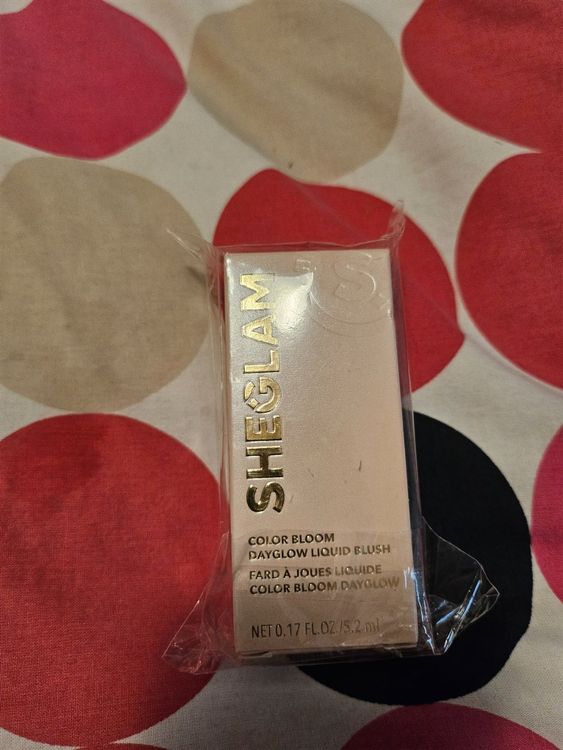 SHEGLAM
S
COLOR BLOOM
DAYGLOW LIQUID BLUSH
FARD À JOUES LIQUIDE
COLOR BLOOM DAYGLOW
NET 0.17 FL.OZ/5.2 ml